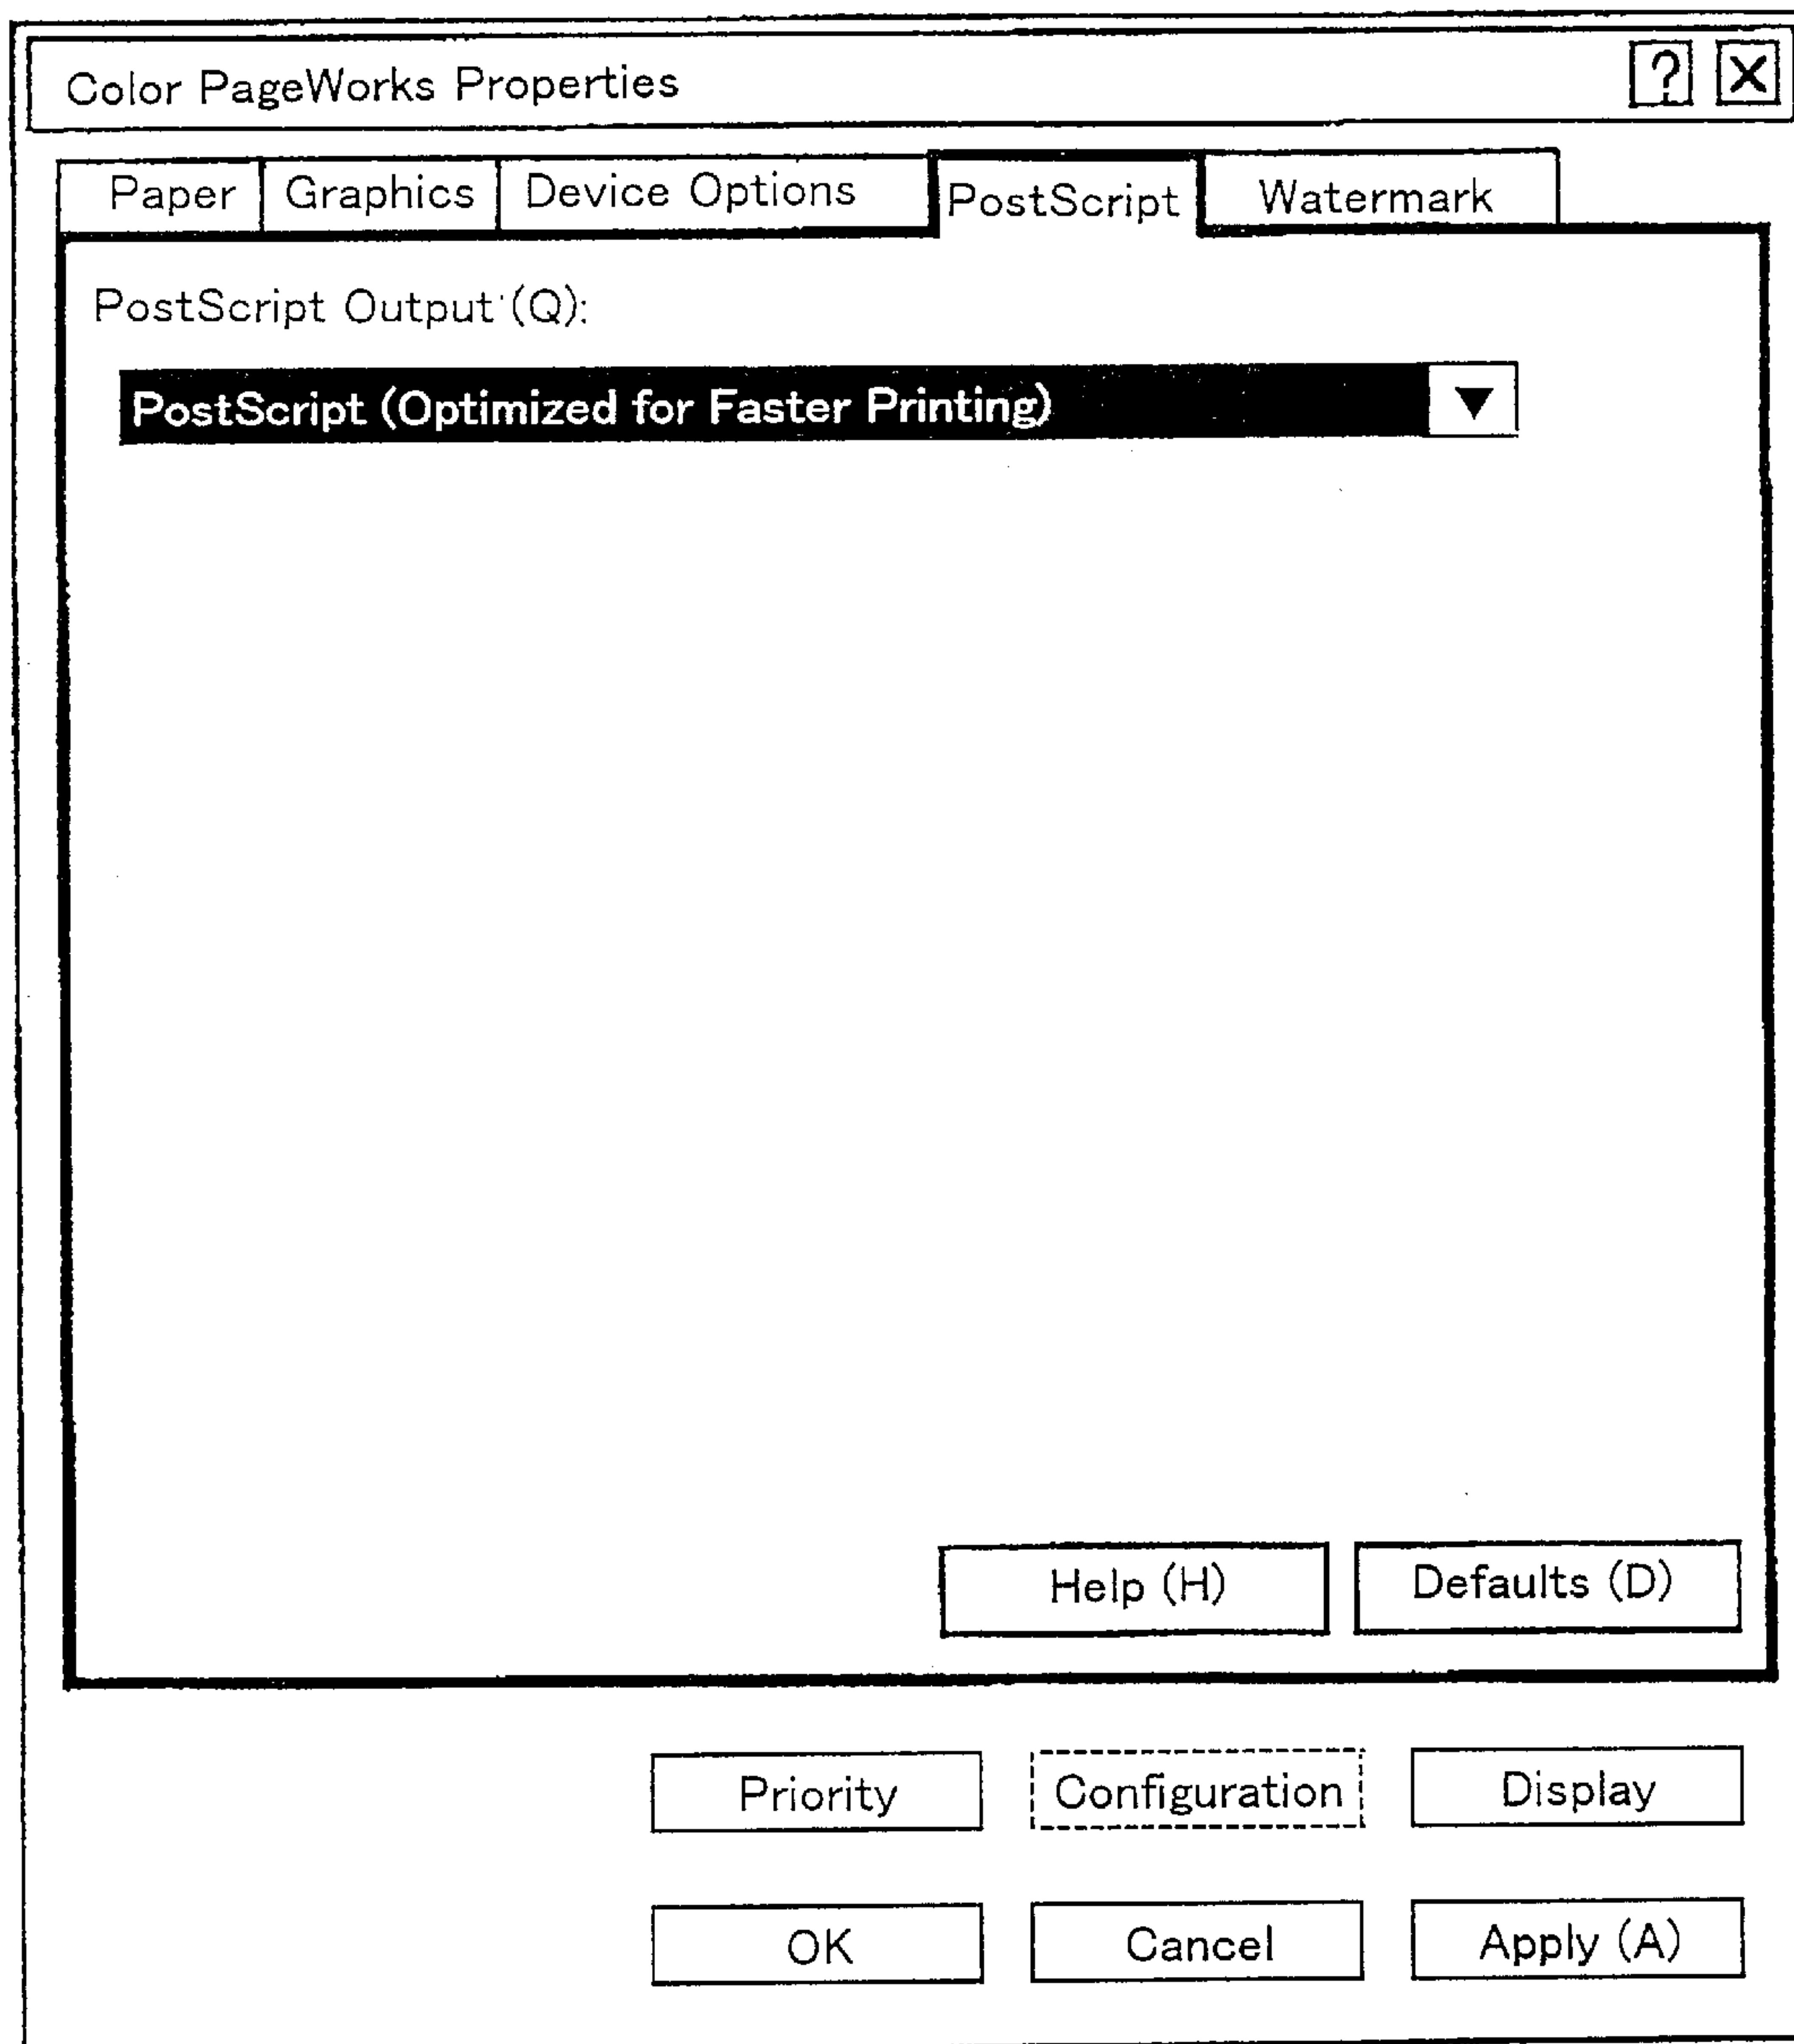 Color PageWorks Properties ? X
Paper Graphics Device Options PostScript Watermark
PostScript Output (Q):
PostScript (Optimized for Faster Printing) ▼
Help (H) Defaults (D)
Priority Configuration Display
OK Cancel Apply (A)